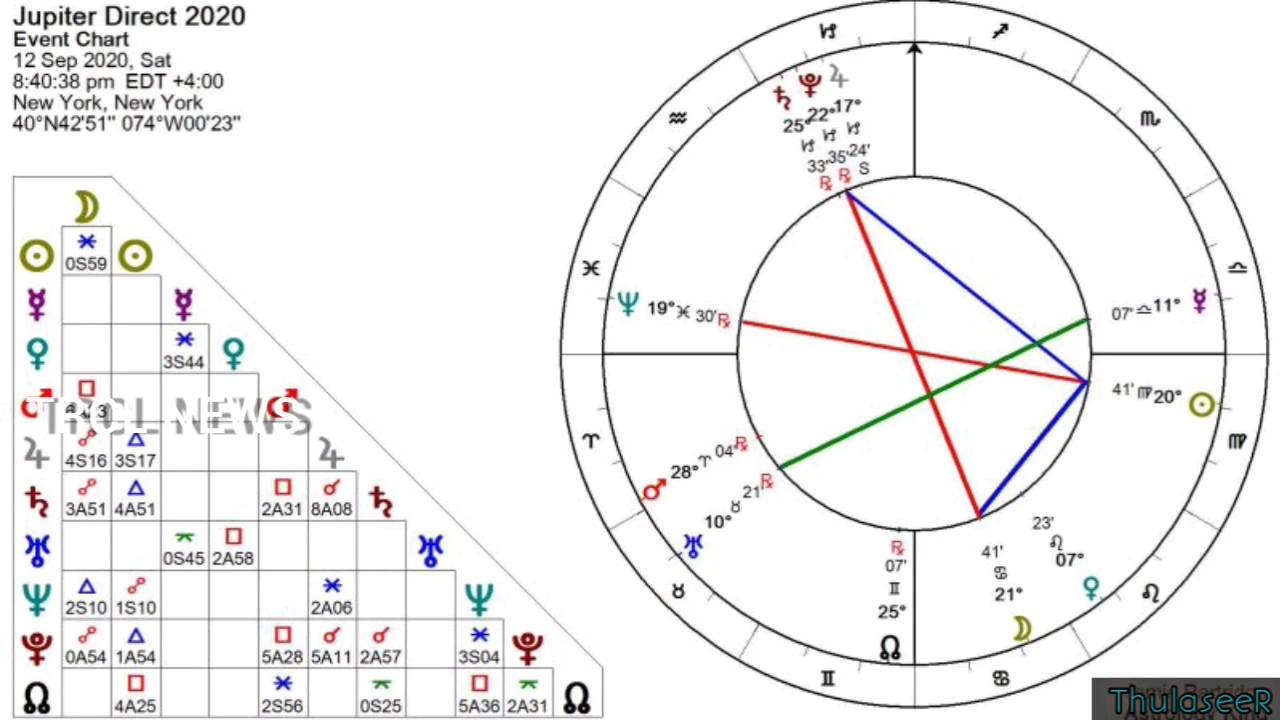 Jupiter Direct 2020
Event Chart
12 Sep 2020, Sat
8:40:38 pm EDT +4:00
New York, New York
40°N42'51" 074°W00'23"
0S59
3S44
TRCL NEWS
4S16 3S17
3A51 4A51 2A31 8A08
0S45 2A58
2S10 1S10 2A06
0A54 1A54 5A28 5A11 2A57 3S04
4A25 2S56 0S25 5A36 2A31
25° 22° 17°
33' 35' 24'
S
19° 30'
07' 11°
41' 20°
28° 04'
10° 21
07'
25°
41'
21°
23'
07°
ThulaseeR